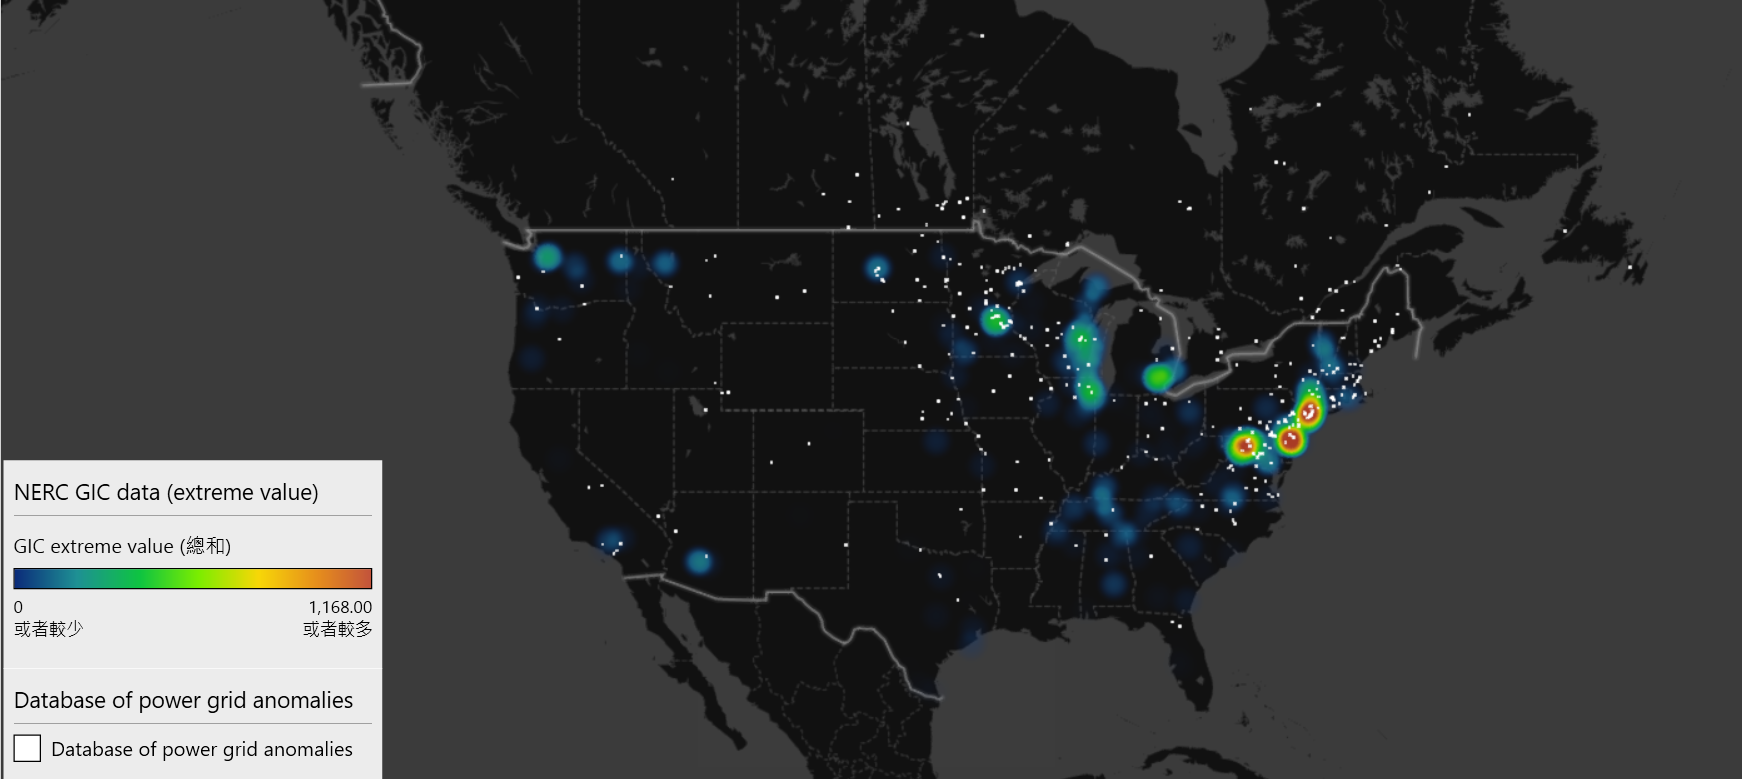 NERC GIC data (extreme value)
GIC extreme value (總和)
0 1,168.00
或者較少 或者較多
Database of power grid anomalies
Database of power grid anomalies